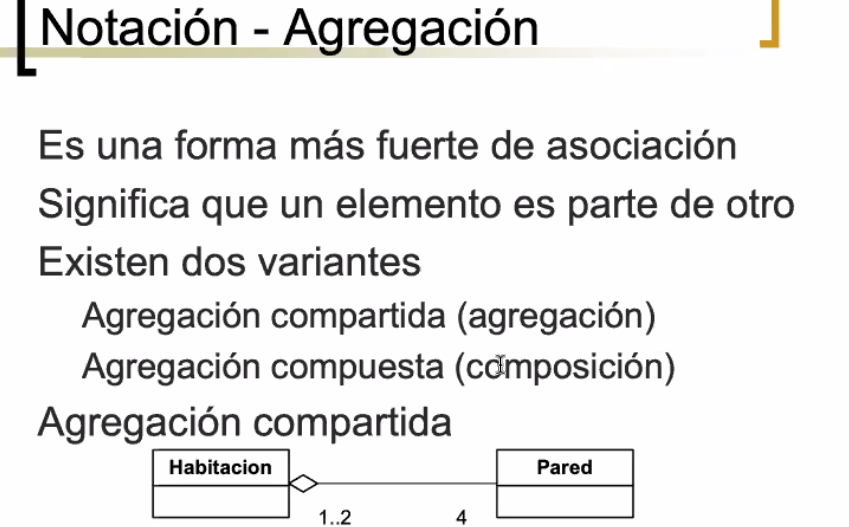 Notación - Agregación
Es una forma más fuerte de asociación
Significa que un elemento es parte de otro
Existen dos variantes
Agregación compartida (agregación)
Agregación compuesta (composición)
Agregación compartida
Habitacion Pared
1..2 4